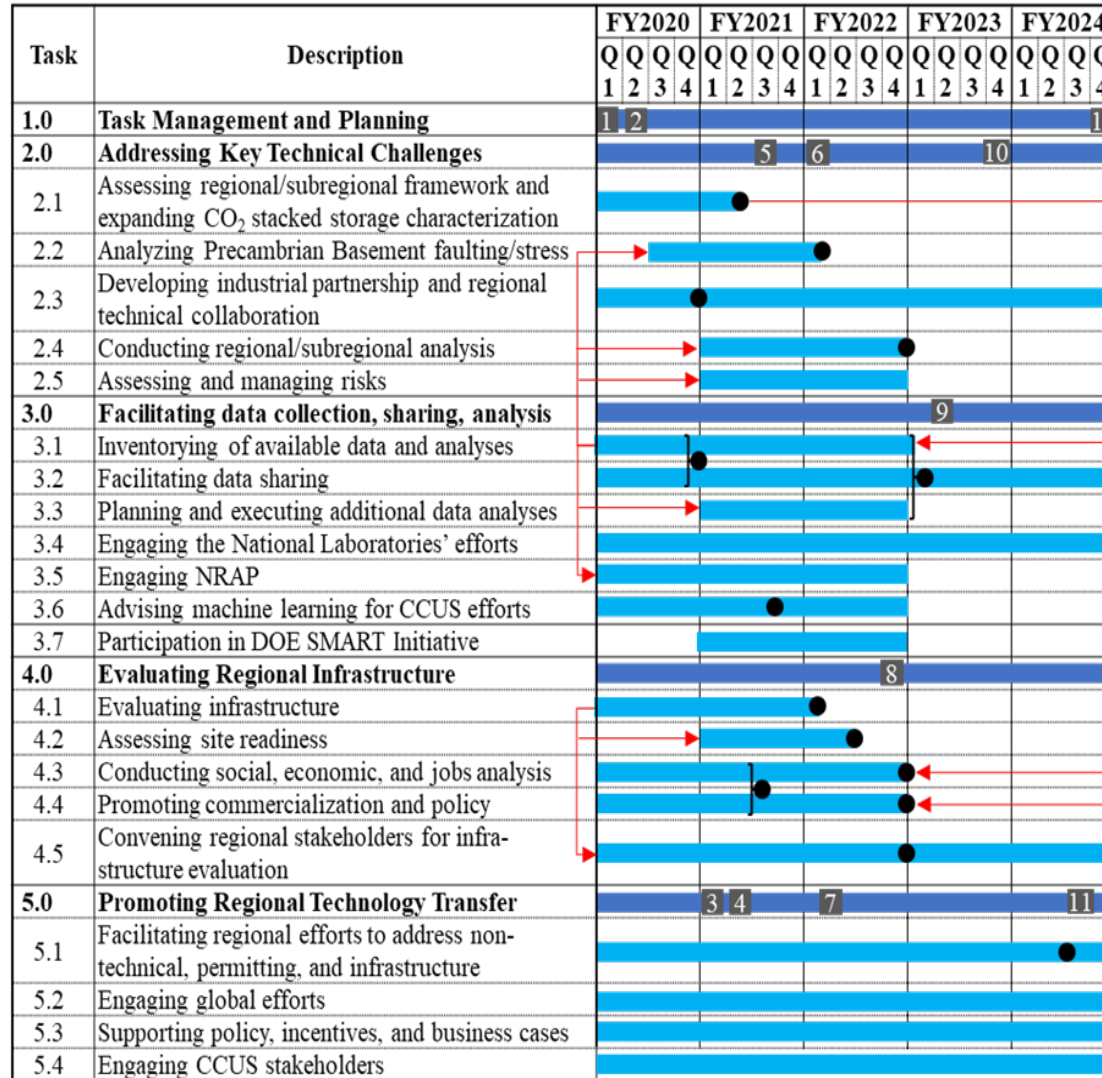 FY2020 FY2021 FY2022 FY2023 FY2024
Task Description Q Q Q Q Q Q Q Q Q Q Q Q Q Q Q Q Q Q Q Q
1 2 3 4 1 2 3 4 1 2 3 4 1 2 3 4 1 2 3 4
1.0 Task Management and Planning 1 2 1
2.0 Addressing Key Technical Challenges 5 6 10
2.1 Assessing regional/subregional framework and
expanding CO2 stacked storage characterization
2.2 Analyzing Precambrian Basement faulting/stress
2.3 Developing industrial partnership and regional
technical collaboration
2.4 Conducting regional/subregional analysis
2.5 Assessing and managing risks
3.0 Facilitating data collection, sharing, analysis 9
3.1 Inventorying of available data and analyses
3.2 Facilitating data sharing
3.3 Planning and executing additional data analyses
3.4 Engaging the National Laboratories’ efforts
3.5 Engaging NRAP
3.6 Advising machine learning for CCUS efforts
3.7 Participation in DOE SMART Initiative
4.0 Evaluating Regional Infrastructure 8
4.1 Evaluating infrastructure
4.2 Assessing site readiness
4.3 Conducting social, economic, and jobs analysis
4.4 Promoting commercialization and policy
4.5 Convening regional stakeholders for infra-
structure evaluation
5.0 Promoting Regional Technology Transfer 3 4 7 11
5.1 Facilitating regional efforts to address non-
technical, permitting, and infrastructure
5.2 Engaging global efforts
5.3 Supporting policy, incentives, and business cases
5.4 Engaging CCUS stakeholders